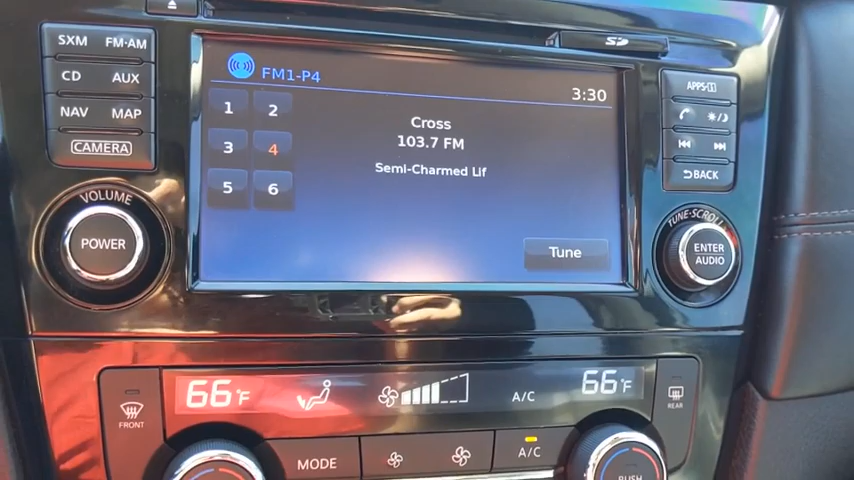 SXM FM·AM
CD AUX
NAV MAP
CAMERA
VOLUME
POWER
FM1-P4
3:30
1 2
3 4
5 6
Cross
103.7 FM
Semi-Charmed Lif
Tune
SD
APPS·i
BACK
TUNE·SCROLL
ENTER
AUDIO
66°F
A/C
66°F
FRONT
REAR
MODE
A/C
PUSH